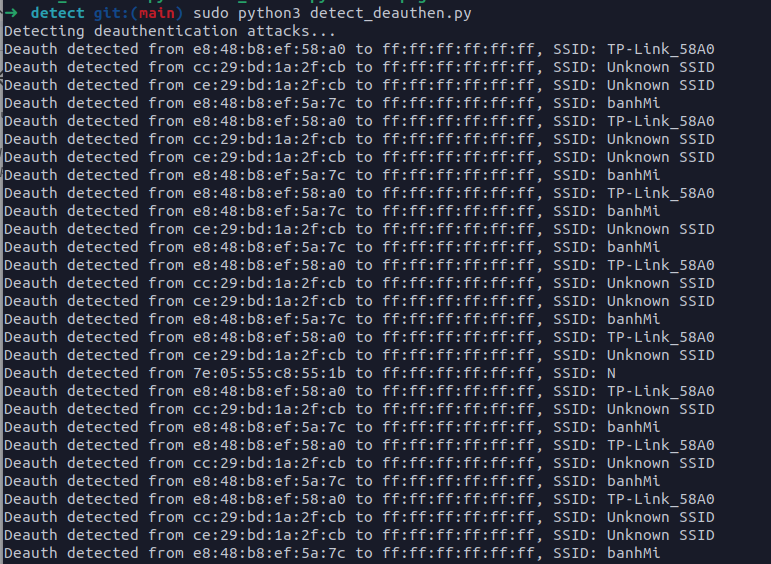 ➜ detect git:(main) sudo python3 detect_deauthen.py
Detecting deauthentication attacks...
Deauth detected from e8:48:b8:ef:58:a0 to ff:ff:ff:ff:ff:ff, SSID: TP-Link_58A0
Deauth detected from cc:29:bd:1a:2f:cb to ff:ff:ff:ff:ff:ff, SSID: Unknown SSID
Deauth detected from ce:29:bd:1a:2f:cb to ff:ff:ff:ff:ff:ff, SSID: Unknown SSID
Deauth detected from e8:48:b8:ef:5a:7c to ff:ff:ff:ff:ff:ff, SSID: banhMi
Deauth detected from e8:48:b8:ef:58:a0 to ff:ff:ff:ff:ff:ff, SSID: TP-Link_58A0
Deauth detected from cc:29:bd:1a:2f:cb to ff:ff:ff:ff:ff:ff, SSID: Unknown SSID
Deauth detected from ce:29:bd:1a:2f:cb to ff:ff:ff:ff:ff:ff, SSID: Unknown SSID
Deauth detected from e8:48:b8:ef:5a:7c to ff:ff:ff:ff:ff:ff, SSID: banhMi
Deauth detected from e8:48:b8:ef:58:a0 to ff:ff:ff:ff:ff:ff, SSID: TP-Link_58A0
Deauth detected from e8:48:b8:ef:5a:7c to ff:ff:ff:ff:ff:ff, SSID: banhMi
Deauth detected from ce:29:bd:1a:2f:cb to ff:ff:ff:ff:ff:ff, SSID: Unknown SSID
Deauth detected from e8:48:b8:ef:5a:7c to ff:ff:ff:ff:ff:ff, SSID: banhMi
Deauth detected from e8:48:b8:ef:58:a0 to ff:ff:ff:ff:ff:ff, SSID: TP-Link_58A0
Deauth detected from cc:29:bd:1a:2f:cb to ff:ff:ff:ff:ff:ff, SSID: Unknown SSID
Deauth detected from ce:29:bd:1a:2f:cb to ff:ff:ff:ff:ff:ff, SSID: Unknown SSID
Deauth detected from e8:48:b8:ef:5a:7c to ff:ff:ff:ff:ff:ff, SSID: banhMi
Deauth detected from e8:48:b8:ef:58:a0 to ff:ff:ff:ff:ff:ff, SSID: TP-Link_58A0
Deauth detected from ce:29:bd:1a:2f:cb to ff:ff:ff:ff:ff:ff, SSID: Unknown SSID
Deauth detected from 7e:05:55:c8:55:1b to ff:ff:ff:ff:ff:ff, SSID: N
Deauth detected from e8:48:b8:ef:58:a0 to ff:ff:ff:ff:ff:ff, SSID: TP-Link_58A0
Deauth detected from cc:29:bd:1a:2f:cb to ff:ff:ff:ff:ff:ff, SSID: Unknown SSID
Deauth detected from e8:48:b8:ef:5a:7c to ff:ff:ff:ff:ff:ff, SSID: banhMi
Deauth detected from e8:48:b8:ef:58:a0 to ff:ff:ff:ff:ff:ff, SSID: TP-Link_58A0
Deauth detected from cc:29:bd:1a:2f:cb to ff:ff:ff:ff:ff:ff, SSID: Unknown SSID
Deauth detected from e8:48:b8:ef:5a:7c to ff:ff:ff:ff:ff:ff, SSID: banhMi
Deauth detected from e8:48:b8:ef:58:a0 to ff:ff:ff:ff:ff:ff, SSID: TP-Link_58A0
Deauth detected from cc:29:bd:1a:2f:cb to ff:ff:ff:ff:ff:ff, SSID: Unknown SSID
Deauth detected from ce:29:bd:1a:2f:cb to ff:ff:ff:ff:ff:ff, SSID: Unknown SSID
Deauth detected from e8:48:b8:ef:5a:7c to ff:ff:ff:ff:ff:ff, SSID: banhMi